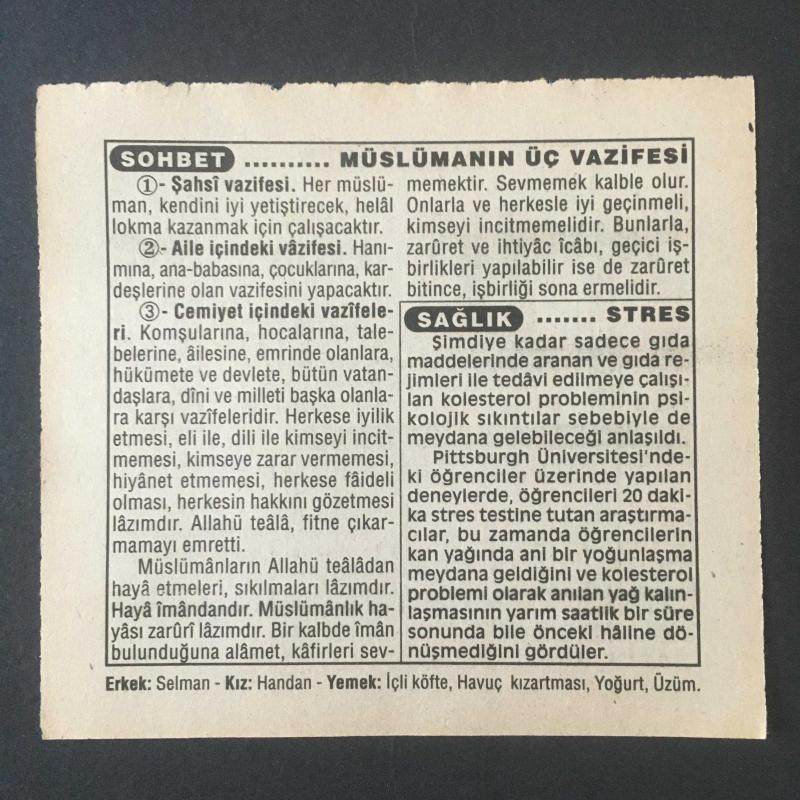 SOHBET .......... MÜSLÜMANIN ÜÇ VAZİFESİ
①- Şahsî vazifesi. Her müslü-
man, kendini iyi yetiştirecek, helâl
lokma kazanmak için çalışacaktır.
②- Aile içindeki vâzifesi. Hanı-
mına, ana-babasına, çocuklarına, kar-
deşlerine olan vazifesini yapacaktır.
③- Cemiyet içindeki vazîfele-
ri. Komşularına, hocalarına, tale-
belerine, âilesine, emrinde olanlara,
hükümete ve devlete, bütün vatan-
daşlara, dîni ve milleti başka olanla-
ra karşı vazîfeleridir. Herkese iyilik
etmesi, eli ile, dili ile kimseyi incit-
memesi, kimseye zarar vermemesi,
hiyânet etmemesi, herkese fâideli
olması, herkesin hakkını gözetmesi
lâzımdır. Allahü teâlâ, fitne çıkar-
mamayı emretti.
Müslümânların Allahü teâlâdan
hayâ etmeleri, sıkılmaları lâzımdır.
Hayâ îmândandır. Müslümânlık ha-
yâsı zarûrî lâzımdır. Bir kalbde îmân
bulunduğuna alâmet, kâfirleri sev-
memektir. Sevmemek kalble olur.
Onlarla ve herkesle iyi geçinmeli,
kimseyi incitmemelidir. Bunlarla,
zarûret ve ihtiyâc îcâbı, geçici iş-
birlikleri yapılabilir ise de zarûret
bitince, işbirliği sona ermelidir.
SAĞLIK ....... STRES
Şimdiye kadar sadece gıda
maddelerinde aranan ve gıda re-
jimleri ile tedâvi edilmeye çalışı-
lan kolesterol probleminin psi-
kolojik sıkıntılar sebebiyle de
meydana gelebileceği anlaşıldı.
Pittsburgh Üniversitesi'nde-
ki öğrenciler üzerinde yapılan
deneylerde, öğrencileri 20 daki-
ka stres testine tutan araştırma-
cılar, bu zamanda öğrencilerin
kan yağında ani bir yoğunlaşma
meydana geldiğini ve kolesterol
problemi olarak anılan yağ kalın-
laşmasının yarım saatlik bir süre
sonunda bile önceki hâline dö-
nüşmediğini gördüler.
Erkek: Selman - Kız: Handan - Yemek: İçli köfte, Havuç kızartması, Yoğurt, Üzüm.